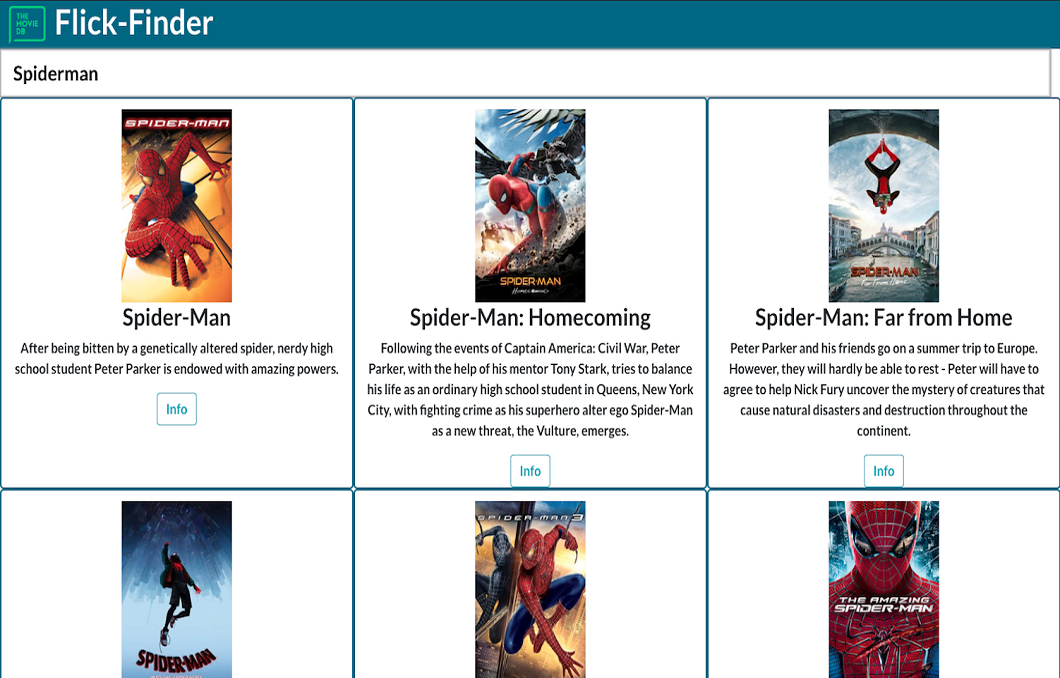 THE
MOVIE
DB
Flick-Finder
Spiderman
SPIDER-MAN
SPIDER-MAN
HOMECOMING
SPIDER-MAN
Far From Home
Spider-Man
Spider-Man: Homecoming
Spider-Man: Far from Home
After being bitten by a genetically altered spider, nerdy high
school student Peter Parker is endowed with amazing powers.
Info
Following the events of Captain America: Civil War, Peter
Parker, with the help of his mentor Tony Stark, tries to balance
his life as an ordinary high school student in Queens, New York
City, with fighting crime as his superhero alter ego Spider-Man
as a new threat, the Vulture, emerges.
Info
Peter Parker and his friends go on a summer trip to Europe.
However, they will hardly be able to rest - Peter will have to
agree to help Nick Fury uncover the mystery of creatures that
cause natural disasters and destruction throughout the
continent.
Info
SPIDER-MAN
SPIDER-MAN 3
THE AMAZING
SPIDER-MAN